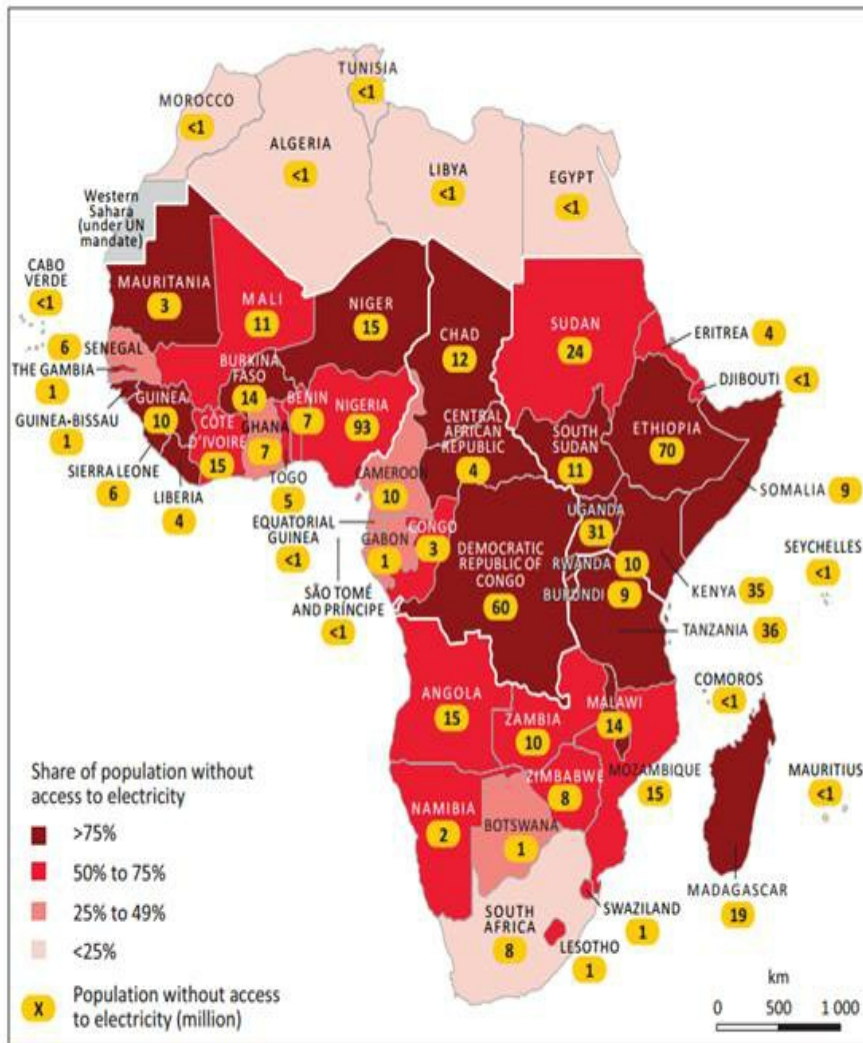 TUNISIA
<1
MOROCCO
<1
ALGERIA
<1
LIBYA
<1
EGYPT
<1
Western
Sahara
(under UN
mandate)
CABO
VERDE
<1
MAURITANIA
3
MALI
11
NIGER
15
CHAD
12
SUDAN
24
ERITREA 4
6 SENEGAL
THE GAMBIA
1
BURKINA
FASO
14
DJIBOUTI <1
GUINEA
10
BENIN
7
NIGERIA
93
GUINEA-BISSAU
1
CÔTE
D'IVOIRE
15
GHANA
7
CENTRAL
AFRICAN
REPUBLIC
4
SOUTH
SUDAN
11
ETHIOPIA
70
SIERRA LEONE
6
LIBERIA
4
TOGO
5
CAMEROON
10
SOMALIA 9
EQUATORIAL
GUINEA
<1
GABON
1
CONGO
3
UGANDA
31
SEYCHELLES
<1
DEMOCRATIC
REPUBLIC OF
CONGO
60
RWANDA 10
BURUNDI 9
KENYA 35
SÃO TOMÉ
AND PRÍNCIPE
<1
TANZANIA 36
ANGOLA
15
ZAMBIA
10
MALAWI
14
COMOROS
<1
MOZAMBIQUE
15
MAURITIUS
<1
ZIMBABWE
8
NAMIBIA
2
BOTSWANA
1
MADAGASCAR
19
SOUTH
AFRICA
8
SWAZILAND
1
LESOTHO
1
Share of population without
access to electricity
>75%
50% to 75%
25% to 49%
<25%
X Population without access
to electricity (million)
km
0 500 1 000